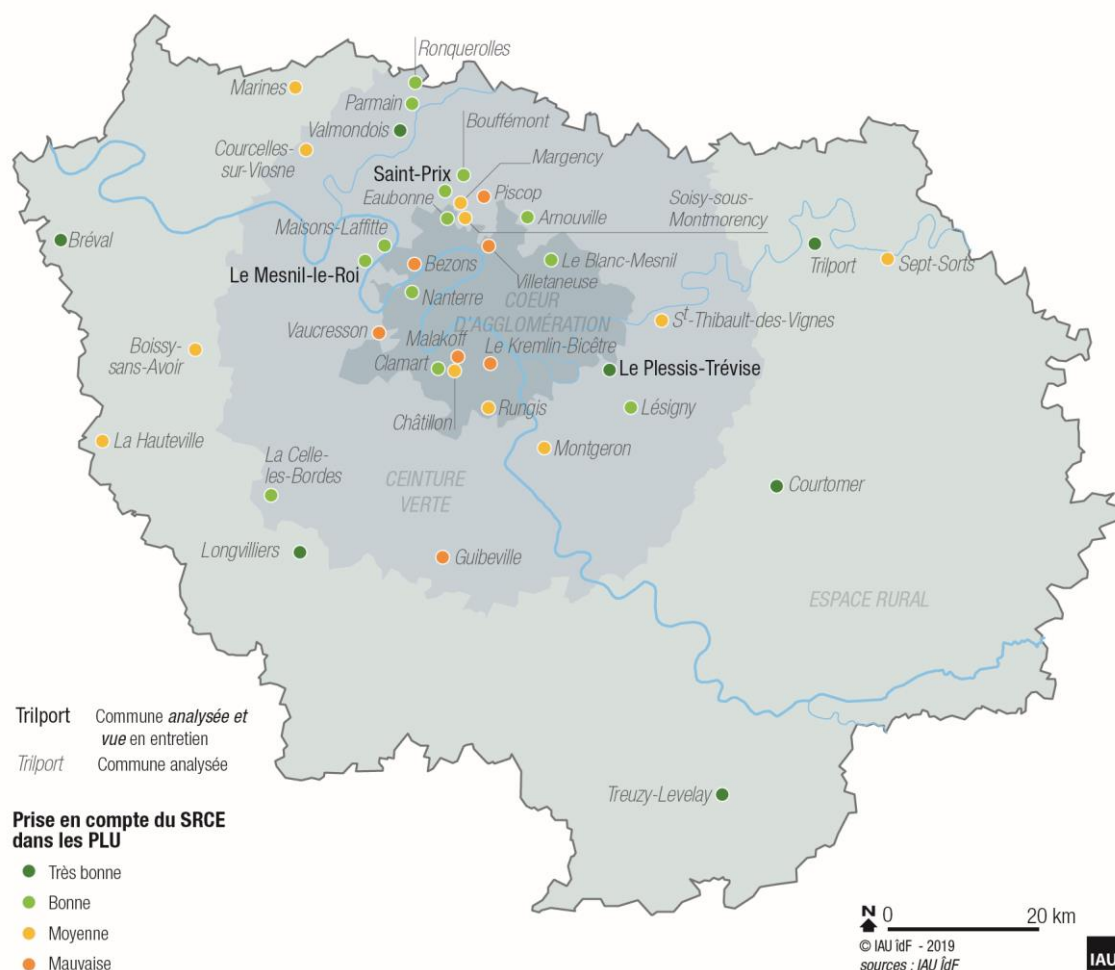 Ronquerolles
Marines
Parmain
Bouffémont
Valmondois
Margency
Courcelles-
sur-Viosne
Saint-Prix
Piscop
Soisy-sous-
Montmorency
Eaubonne
Arnouville
Maisons-Laffitte
Bréval
Le Mesnil-le-Roi
Bezons
Le Blanc-Mesnil
Trilport
Sept-Sorts
Villetaneuse
Nanterre
COEUR
D'AGGLOMÉRATION
St-Thibault-des-Vignes
Vaucresson
Malakoff
Le Kremlin-Bicêtre
Boissy-
sans-Avoir
Clamart
Le Plessis-Trévise
Châtillon
Rungis
Lésigny
La Hauteville
Montgeron
La Celle-
les-Bordes
CEINTURE
VERTE
Courtomer
Longvilliers
Guibeville
ESPACE RURAL
Trilport Commune analysée et
vue en entretien
Trilport Commune analysée
Treuzy-Levelay
Prise en compte du SRCE
dans les PLU
Très bonne
Bonne
Moyenne
Mauvaise
N 0 20 km
© IAU îdF - 2019
sources : IAU ÎdF
IAU